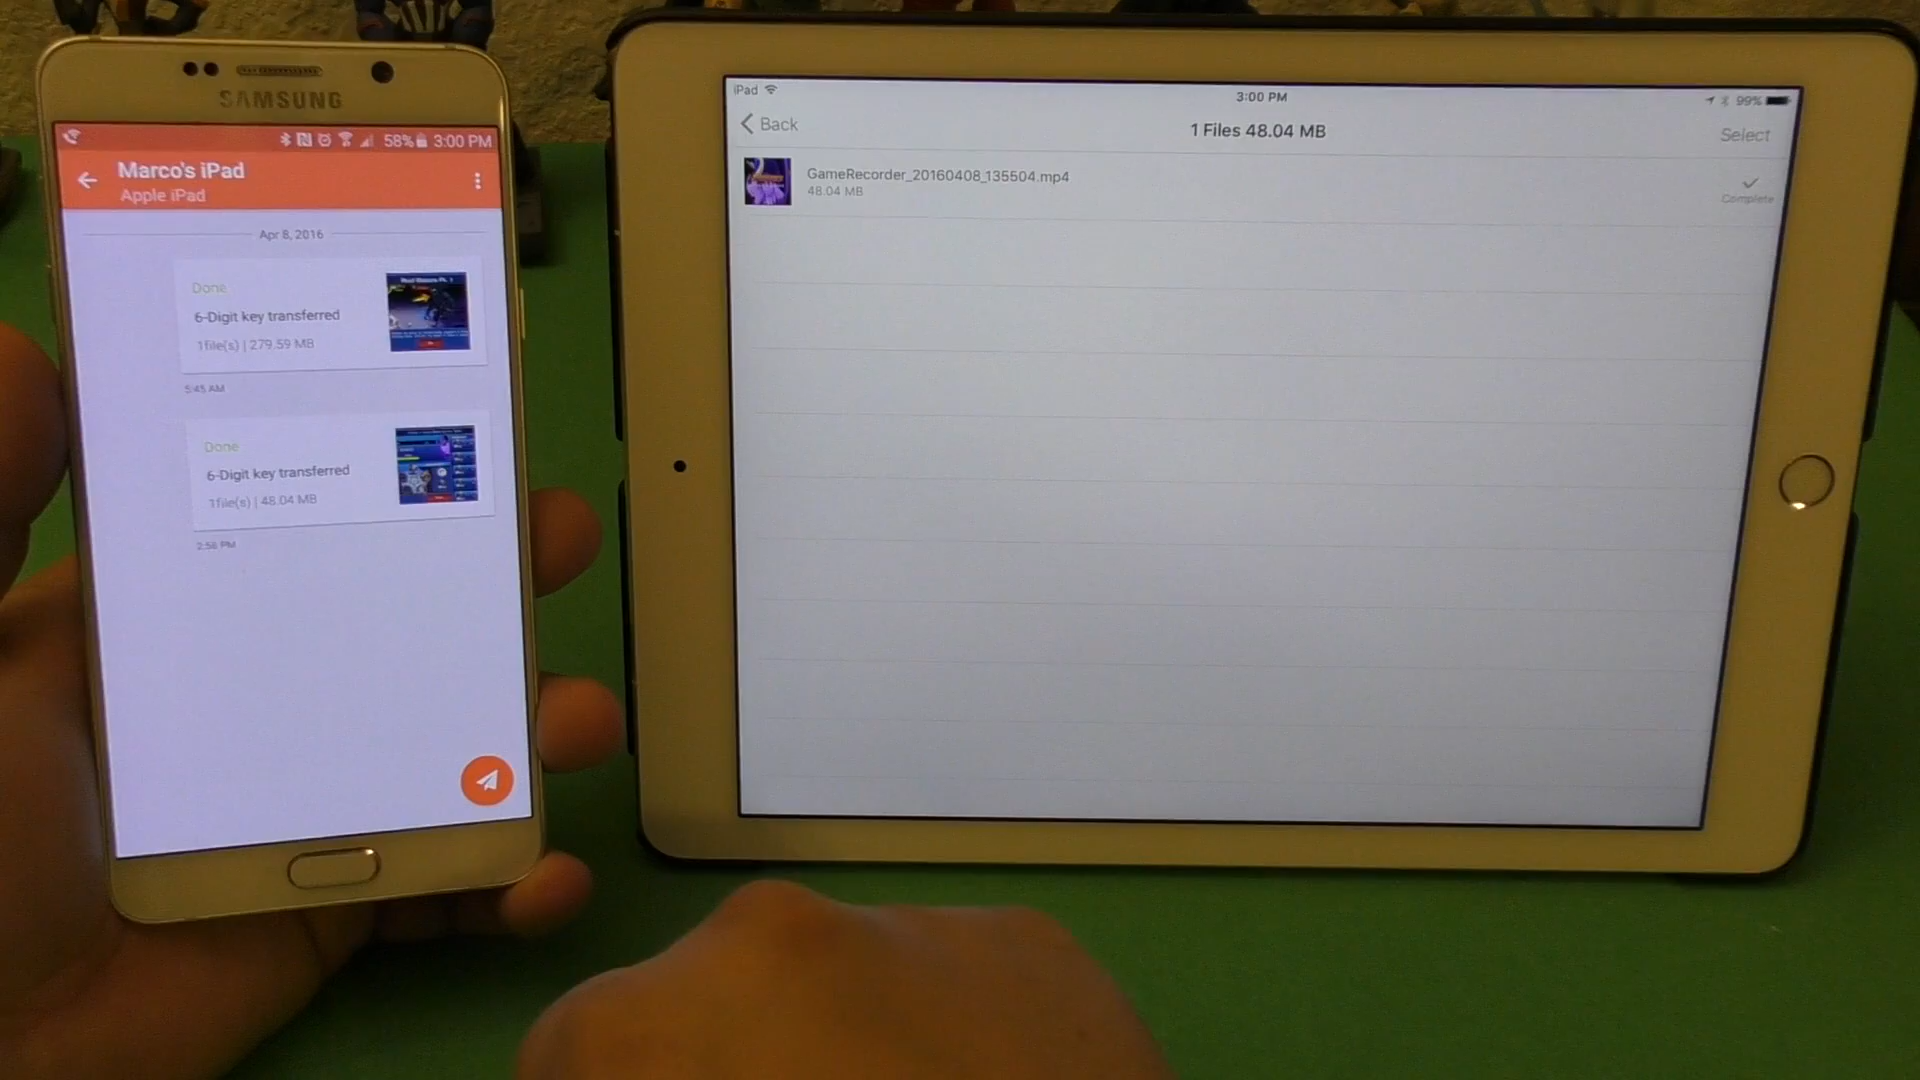 SAMSUNG
58% 3:00 PM
Marco's iPad
Apple iPad
Apr 8, 2016
Done
6-Digit key transferred
1file(s) | 279.59 MB
5:45 AM
Done
6-Digit key transferred
1file(s) | 48.04 MB
2:56 PM
iPad
3:00 PM
99%
Back
1 Files 48.04 MB
Select
GameRecorder_20160408_135504.mp4
48.04 MB
Complete